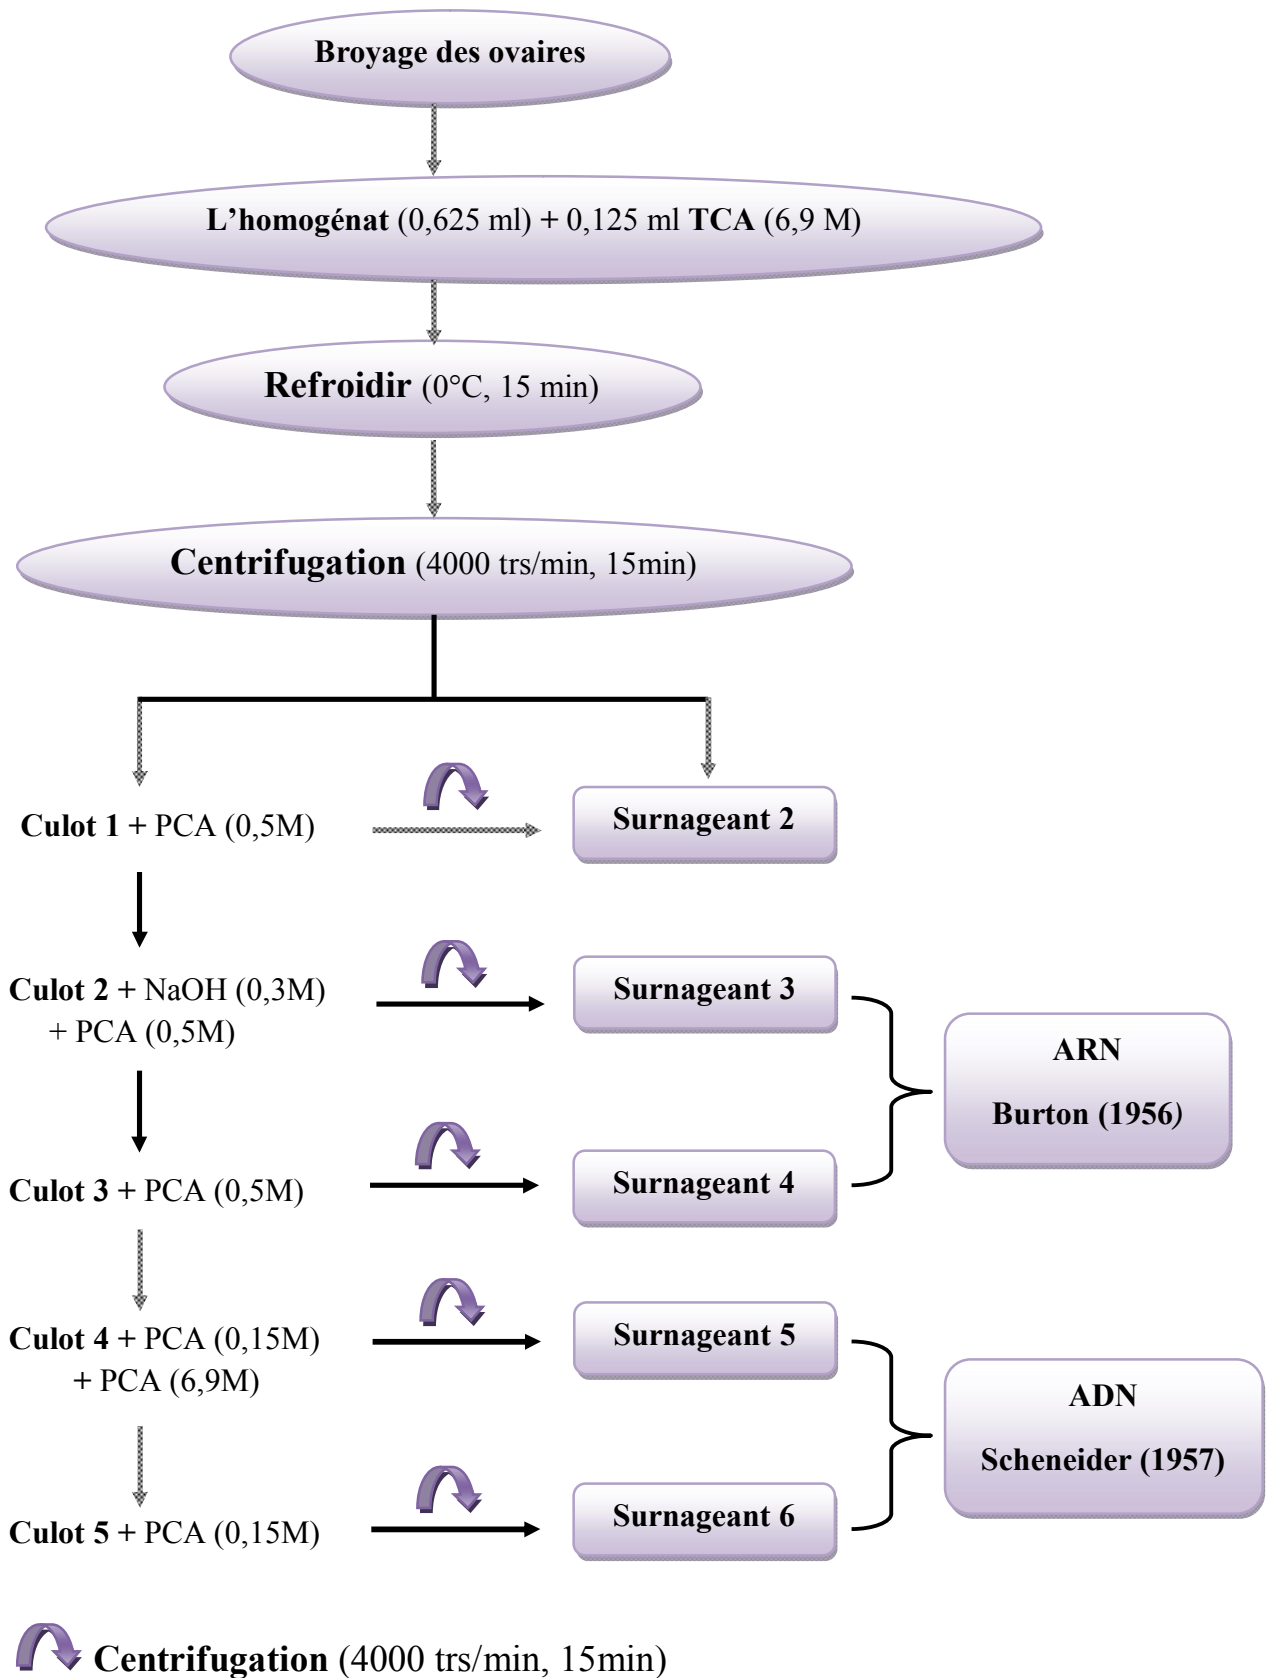 Broyage des ovaires
L’homogénat (0,625 ml) + 0,125 ml TCA (6,9 M)
Refroidir (0°C, 15 min)
Centrifugation (4000 trs/min, 15min)
Culot 1 + PCA (0,5M)
Surnageant 2
Culot 2 + NaOH (0,3M)
+ PCA (0,5M)
Surnageant 3
ARN
Burton (1956)
Culot 3 + PCA (0,5M)
Surnageant 4
Culot 4 + PCA (0,15M)
+ PCA (6,9M)
Surnageant 5
ADN
Scheneider (1957)
Culot 5 + PCA (0,15M)
Surnageant 6
Centrifugation (4000 trs/min, 15min)